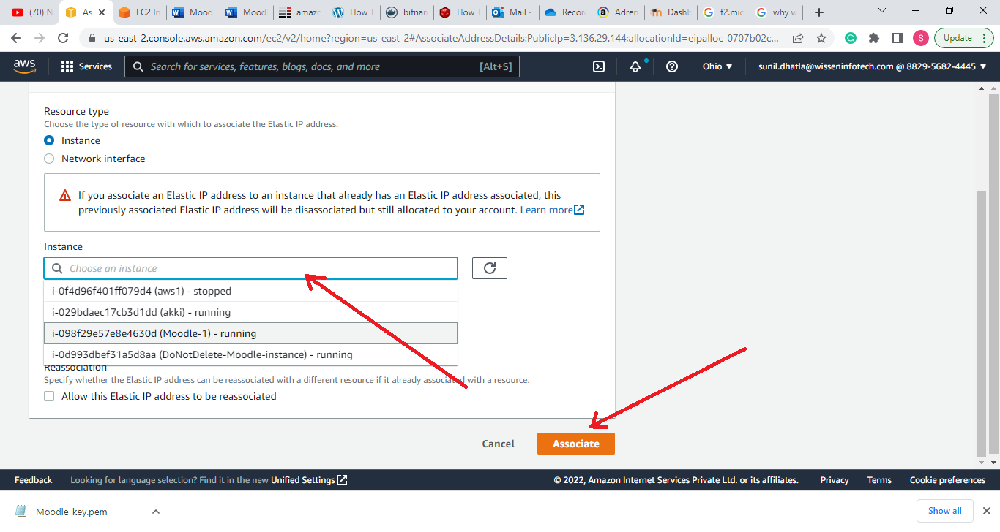 (70) N
As
EC2 In
Mood
Mood
amazo
How T
bitnan
How T
Mail -
Recor
Adren
Dashb
t2.mic
why w
us-east-2.console.aws.amazon.com/ec2/v2/home?region=us-east-2#AssociateAddressDetails:PublicIp=3.136.29.144;allocationId=eipalloc-0707b02c...
S
Update
aws
Services
Search for services, features, blogs, docs, and more
[Alt+S]
Ohio
sunil.dhatla@wisseninfotech.com @ 8829-5682-4445
Resource type
Choose the type of resource with which to associate the Elastic IP address.
Instance
Network interface
If you associate an Elastic IP address to an instance that already has an Elastic IP address associated, this
previously associated Elastic IP address will be disassociated but still allocated to your account. Learn more
Instance
Choose an instance
i-0f4d96f401ff079d4 (aws1) - stopped
i-029bdaec17cb3d1dd (akki) - running
i-098f29e57e8e4630d (Moodle-1) - running
i-0d993dbef31a5d8aa (DoNotDelete-Moodle-instance) - running
Reassociation
Specify whether the Elastic IP address can be reassociated with a different resource if it already associated with a resource.
Allow this Elastic IP address to be reassociated
Cancel
Associate
Feedback
Looking for language selection? Find it in the new Unified Settings
© 2022, Amazon Internet Services Private Ltd. or its affiliates.
Privacy
Terms
Cookie preferences
Moodle-key.pem
Show all